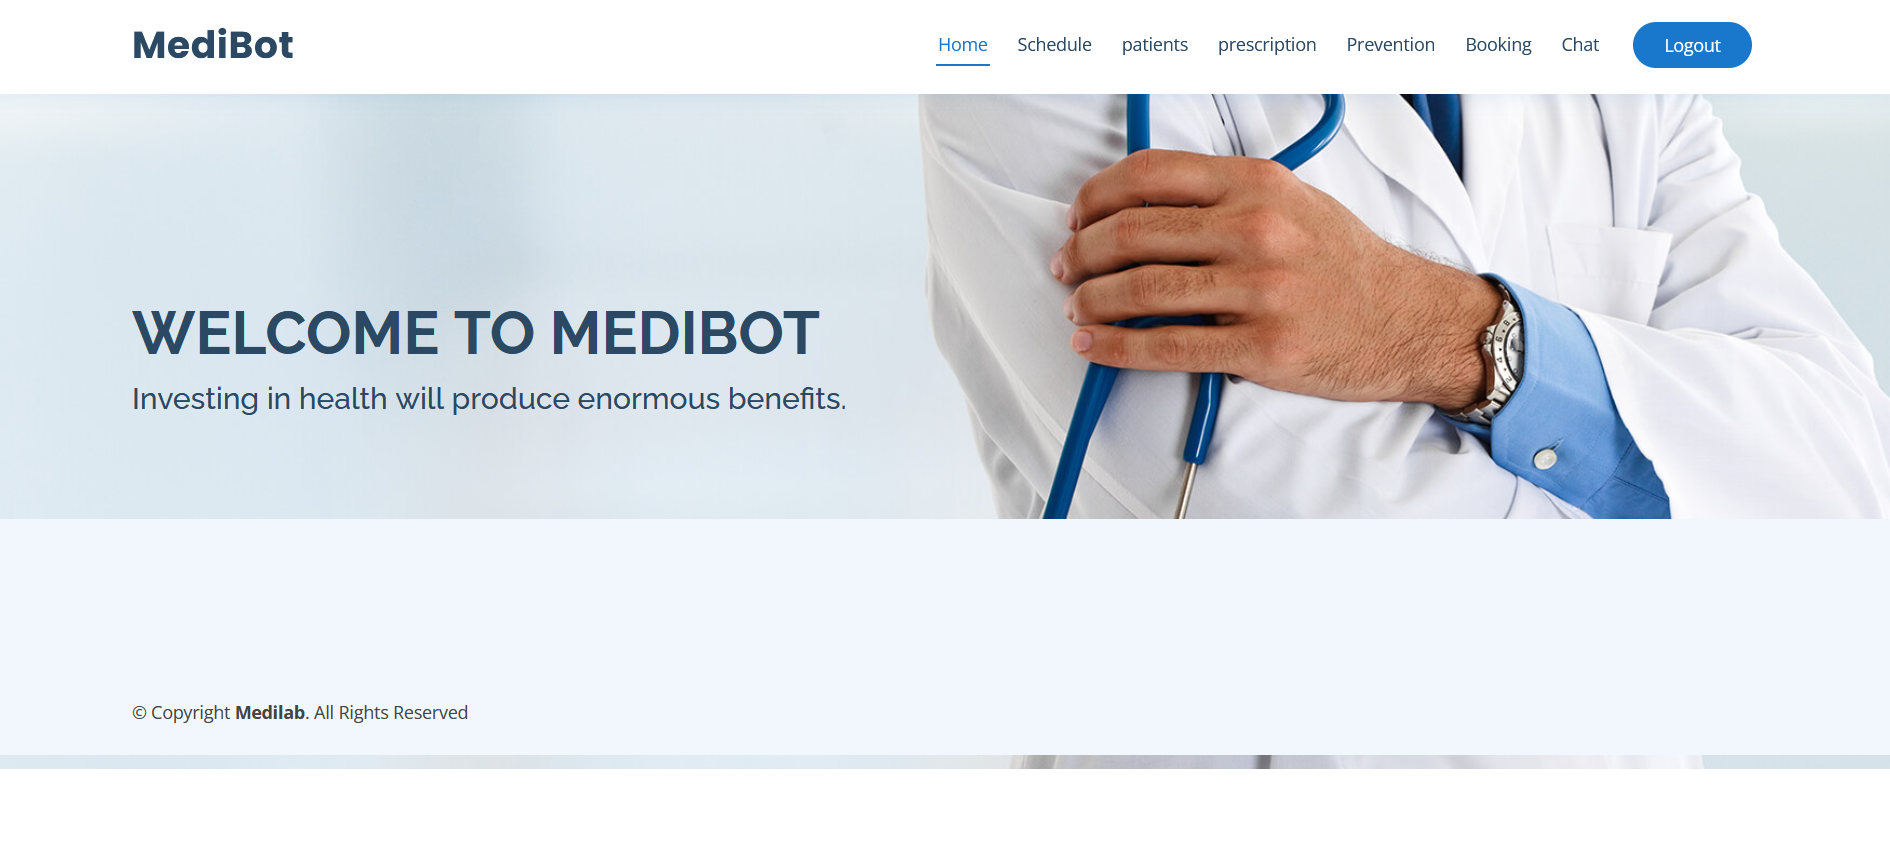 MediBot
Home Schedule patients prescription Prevention Booking Chat Logout
WELCOME TO MEDIBOT
Investing in health will produce enormous benefits.
© Copyright Medilab. All Rights Reserved